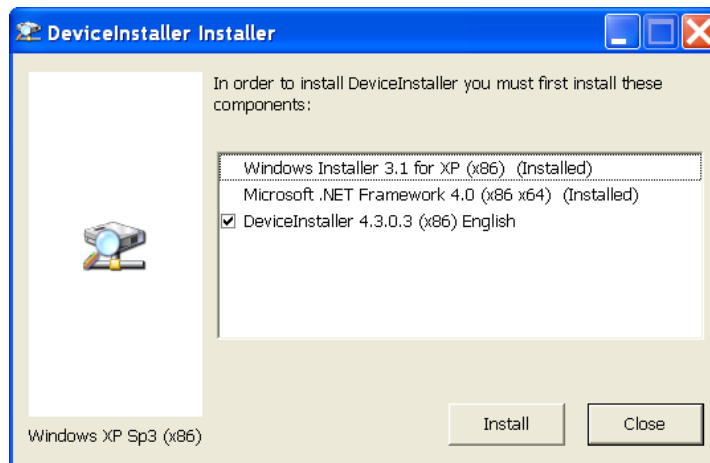 DeviceInstaller Installer
In order to install DeviceInstaller you must first install these
components:
Windows Installer 3.1 for XP (x86)  (Installed)
Microsoft .NET Framework 4.0 (x86 x64)  (Installed)
DeviceInstaller 4.3.0.3 (x86) English
Windows XP Sp3 (x86)
Install
Close